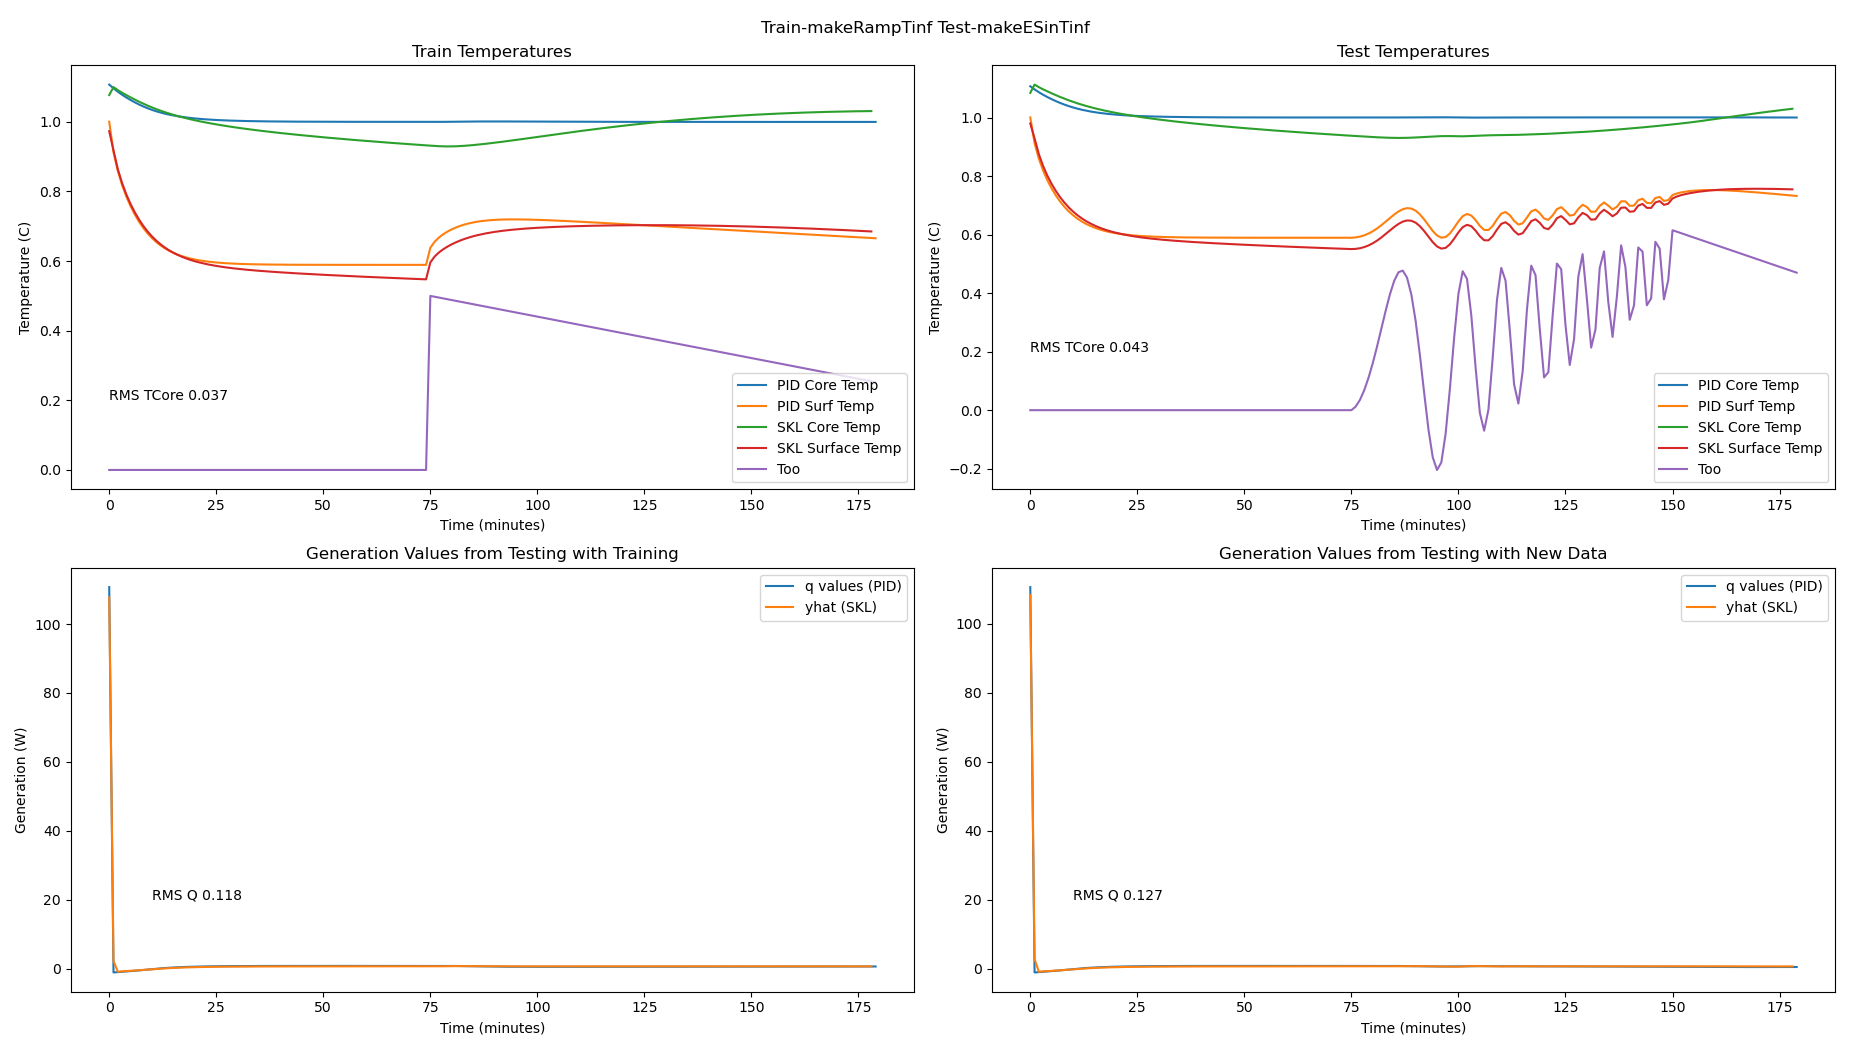 Train-makeRampTinf Test-makeESinTinf
Train Temperatures
Temperature (C)
1.0
0.8
0.6
0.4
0.2
0.0
RMS TCore 0.037
PID Core Temp
PID Surf Temp
SKL Core Temp
SKL Surface Temp
Too
0 25 50 75 100 125 150 175
Time (minutes)
Test Temperatures
Temperature (C)
1.0
0.8
0.6
0.4
0.2
0.0
−0.2
RMS TCore 0.043
PID Core Temp
PID Surf Temp
SKL Core Temp
SKL Surface Temp
Too
0 25 50 75 100 125 150 175
Time (minutes)
Generation Values from Testing with Training
Generation (W)
100
80
60
40
20
0
q values (PID)
yhat (SKL)
RMS Q 0.118
0 25 50 75 100 125 150 175
Time (minutes)
Generation Values from Testing with New Data
Generation (W)
100
80
60
40
20
0
q values (PID)
yhat (SKL)
RMS Q 0.127
0 25 50 75 100 125 150 175
Time (minutes)